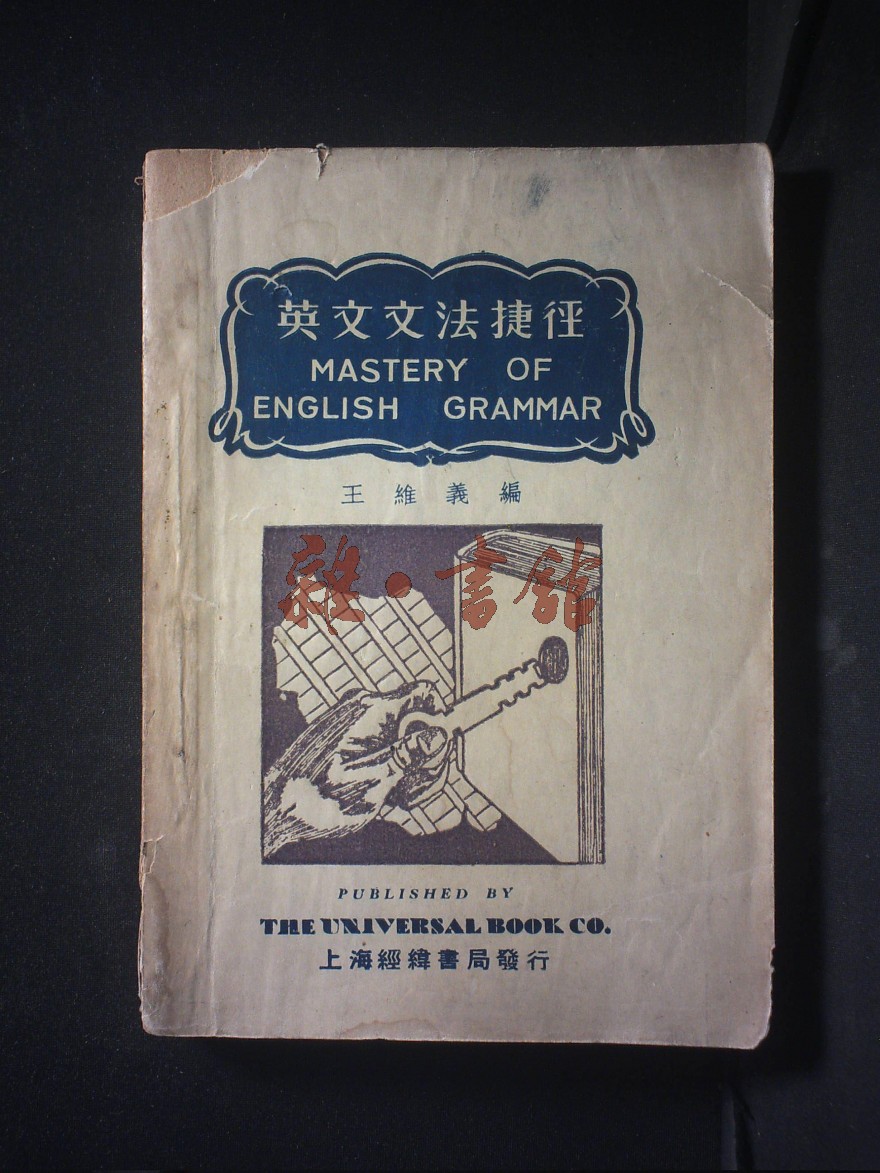 英文文法捷徑
MASTERY OF
ENGLISH GRAMMAR
王維義編
雜·書館
PUBLISHED BY
THE UNIVERSAL BOOK CO.
上海經緯書局發行